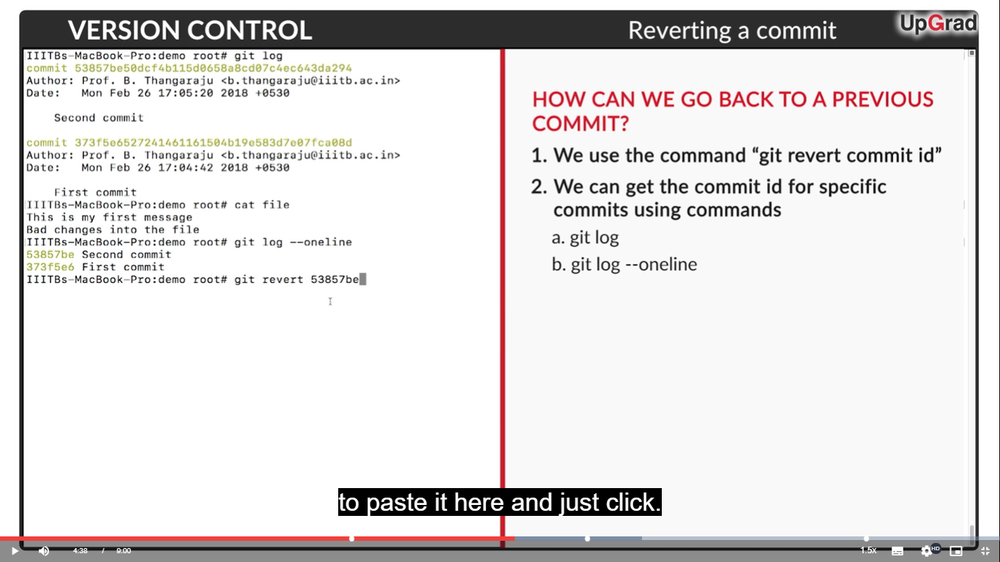 VERSION CONTROL
Reverting a commit
UpGrad
IIITBs-MacBook-Pro:demo root# git log
commit 53857be50dcf4b115d0658a8cd07c4ec643da294
Author: Prof. B. Thangaraju <b.thangaraju@iiitb.ac.in>
Date:   Mon Feb 26 17:05:20 2018 +0530
Second commit
commit 373f5e6527241461161504b19e583d7e07fca08d
Author: Prof. B. Thangaraju <b.thangaraju@iiitb.ac.in>
Date:   Mon Feb 26 17:04:42 2018 +0530
First commit
IIITBs-MacBook-Pro:demo root# cat file
This is my first message
Bad changes into the file
IIITBs-MacBook-Pro:demo root# git log --oneline
53857be Second commit
373f5e6 First commit
IIITBs-MacBook-Pro:demo root# git revert 53857be
HOW CAN WE GO BACK TO A PREVIOUS
COMMIT?
1. We use the command “git revert commit id”
2. We can get the commit id for specific
commits using commands
a. git log
b. git log --oneline
to paste it here and just click.
4:38 / 9:00
1.5x
HD